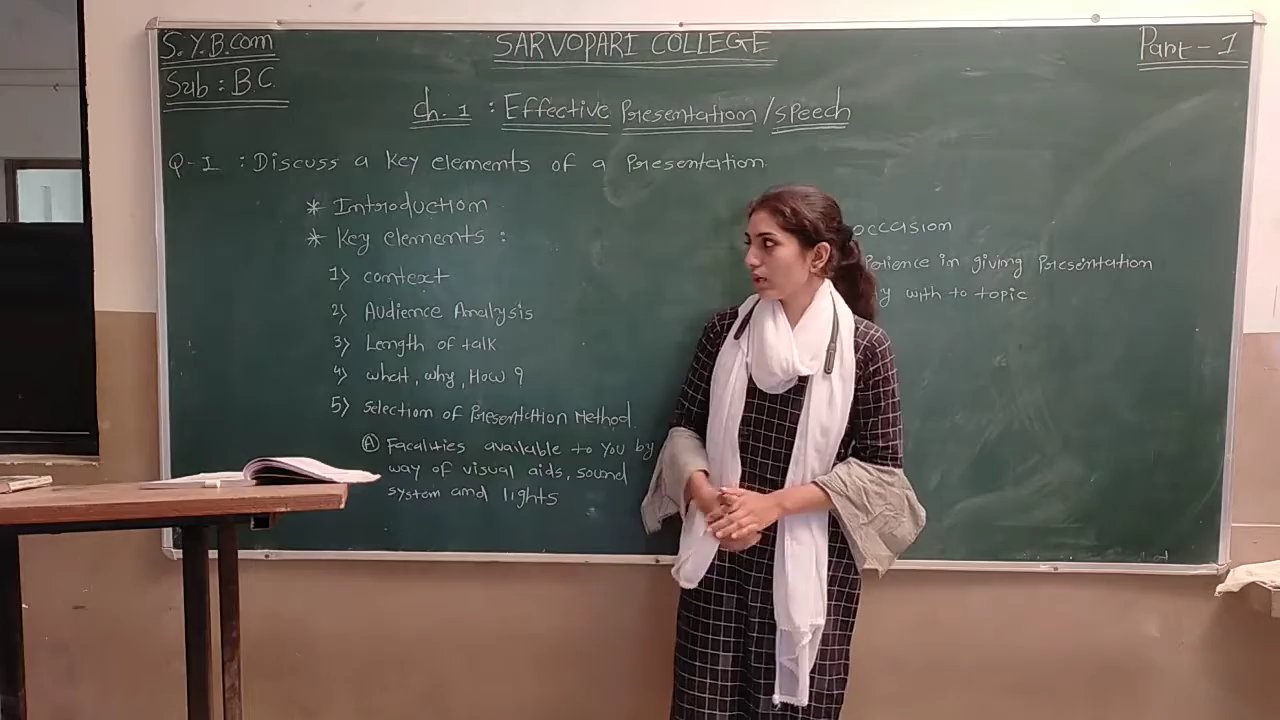 S.Y.B.com
SARVOPARI COLLEGE
Part-1
Sub : B.C.
Ch.1 : Effective Presentation/Speech
Q-1 : Discuss a key elements of a Presentation
* Introduction
* Key elements :
1) context
2) Audience Analysis
3) Length of talk
4) what, why, How ?
5) Selection of Presentation Method.
(A) Facalities available to You by
way of visual aids, sound
system and lights
occasion
in giving Presentation
with to topic